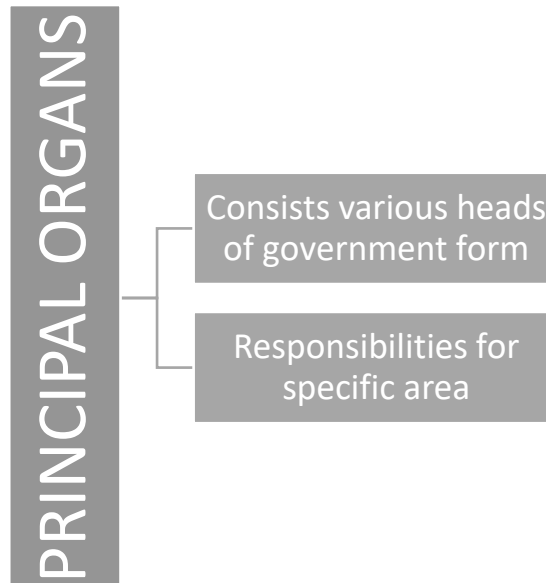 PRINCIPAL ORGANS
Consists various heads
of government form
Responsibilities for
specific area